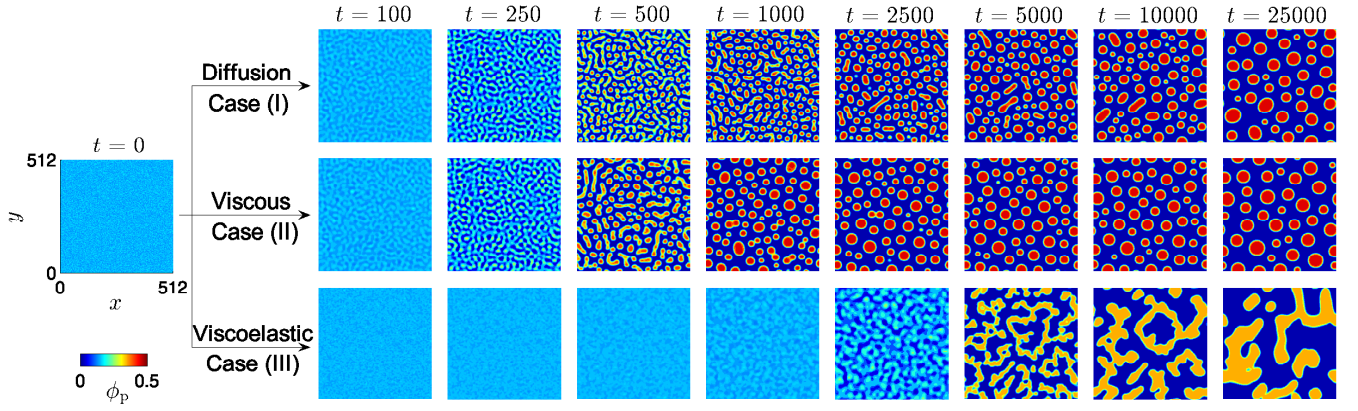 t = 100 t = 250 t = 500 t = 1000 t = 2500 t = 5000 t = 10000 t = 25000
Diffusion
Case (I)
t = 0
512
y
0
0 512
x
Viscous
Case (II)
Viscoelastic
Case (III)
0 0.5
ϕp